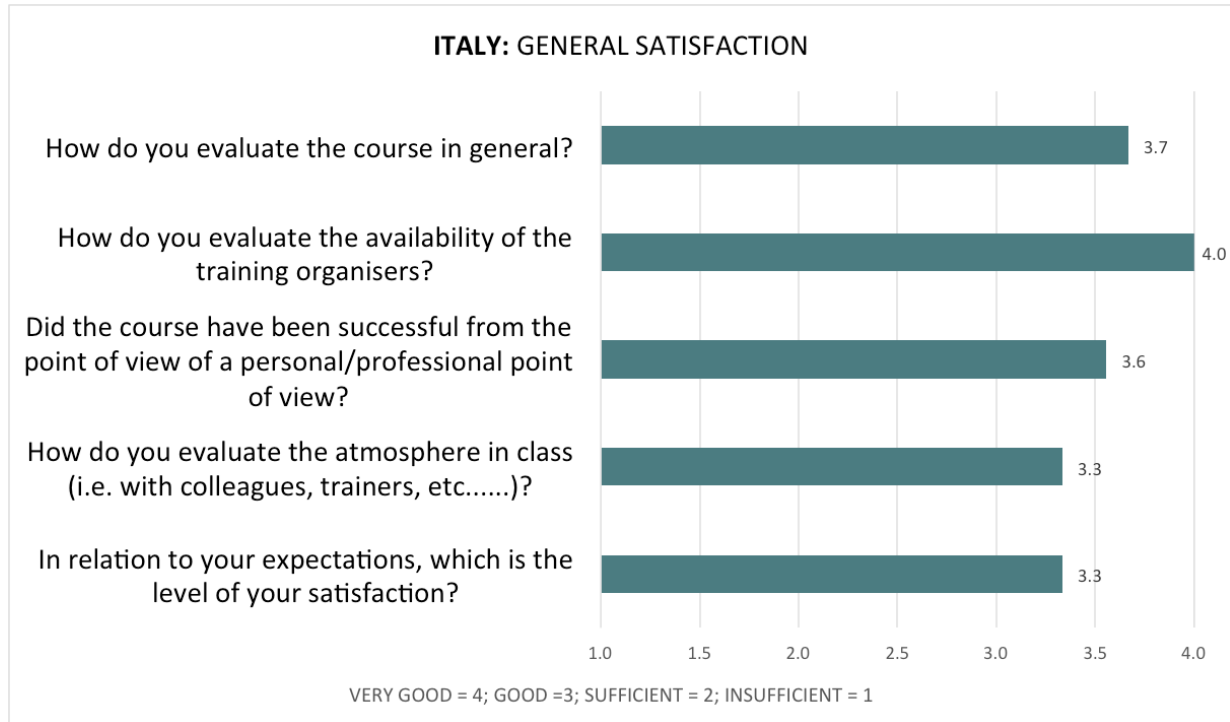 ITALY: GENERAL SATISFACTION
How do you evaluate the course in general?
3.7
How do you evaluate the availability of the
training organisers?
4.0
Did the course have been successful from the
point of view of a personal/professional point
of view?
3.6
How do you evaluate the atmosphere in class
(i.e. with colleagues, trainers, etc......)?
3.3
In relation to your expectations, which is the
level of your satisfaction?
3.3
1.0 1.5 2.0 2.5 3.0 3.5 4.0
VERY GOOD = 4; GOOD =3; SUFFICIENT = 2; INSUFFICIENT = 1